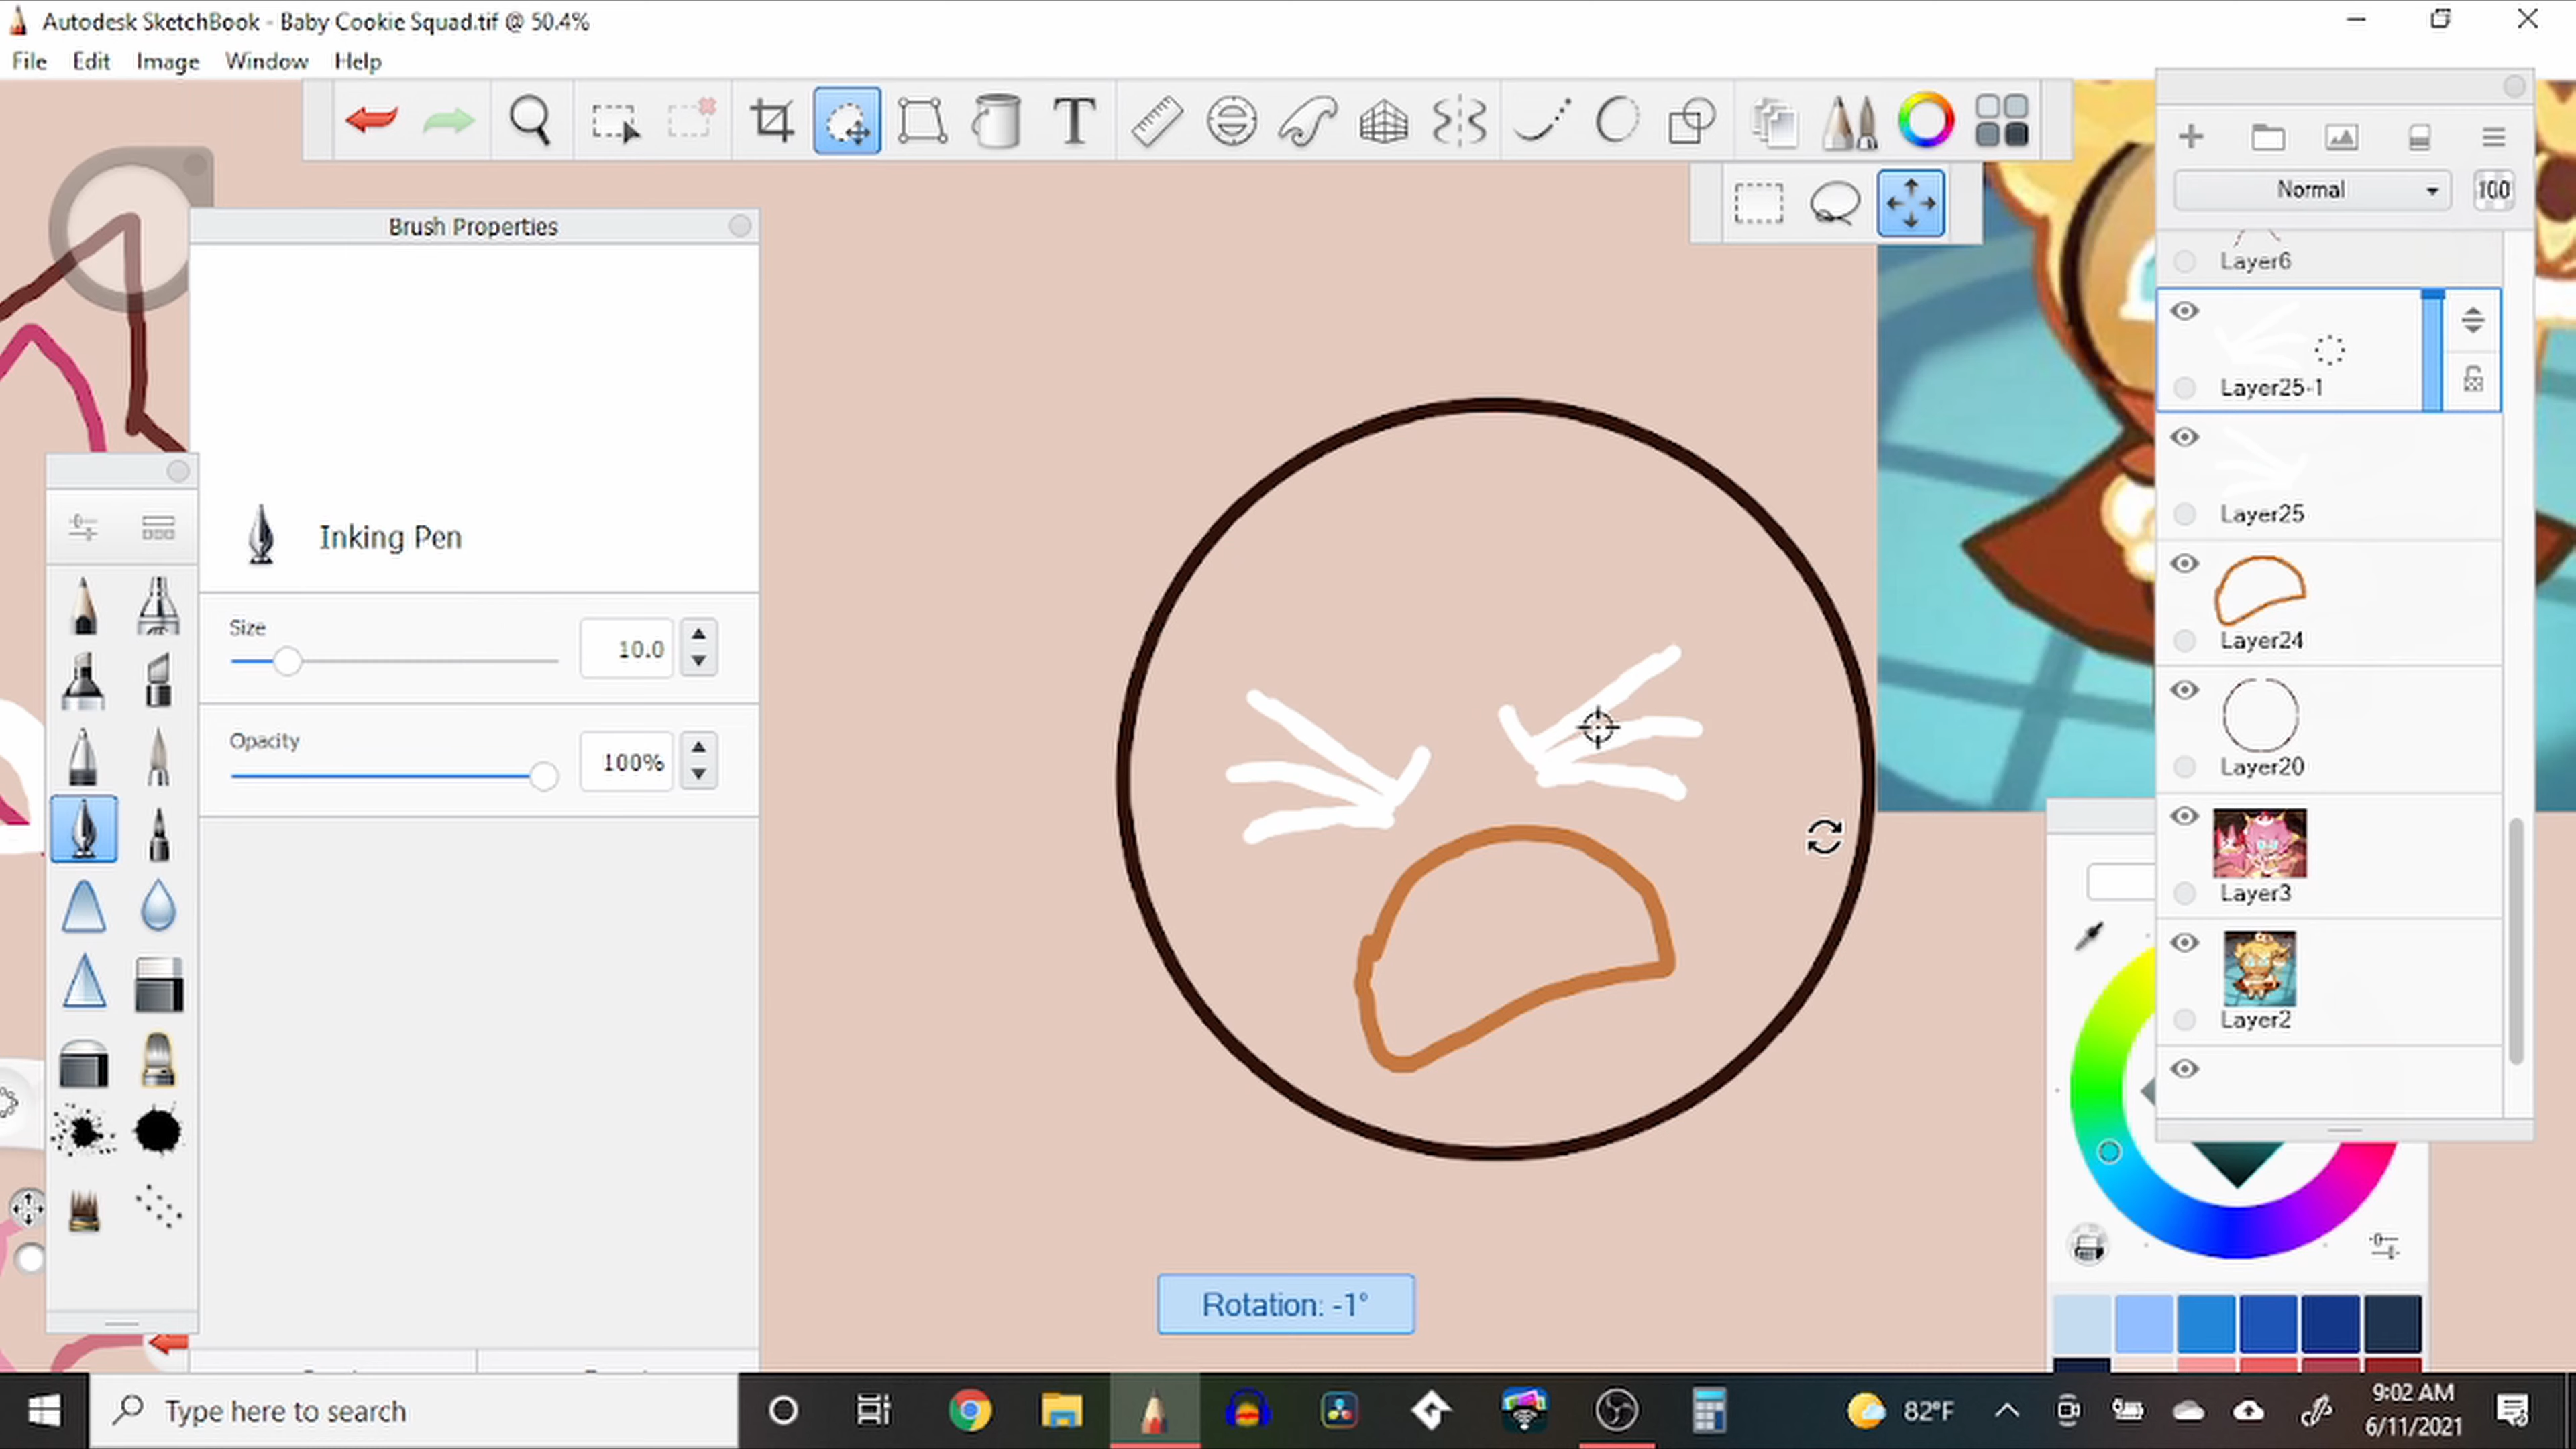 Autodesk SketchBook - Baby Cookie Squad.tif @ 50.4%
File Edit Image Window Help
T
Normal 100
Brush Properties
Layer6
Layer25-1
Layer25
Layer24
Layer20
Layer3
Layer2
Inking Pen
Size 10.0
Opacity 100%
Rotation: -1°
Type here to search
82°F
9:02 AM
6/11/2021